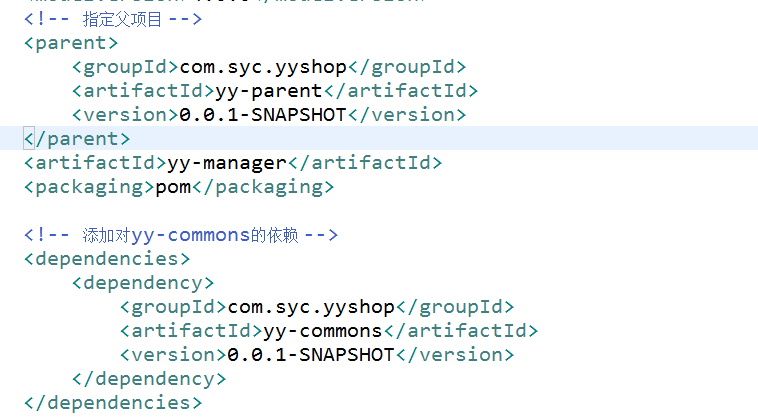 <!-- 指定父项目 -->
<parent>
<groupId>com.syc.yyshop</groupId>
<artifactId>yy-parent</artifactId>
<version>0.0.1-SNAPSHOT</version>
</parent>
<artifactId>yy-manager</artifactId>
<packaging>pom</packaging>
<!-- 添加对yy-commons的依赖 -->
<dependencies>
<dependency>
<groupId>com.syc.yyshop</groupId>
<artifactId>yy-commons</artifactId>
<version>0.0.1-SNAPSHOT</version>
</dependency>
</dependencies>